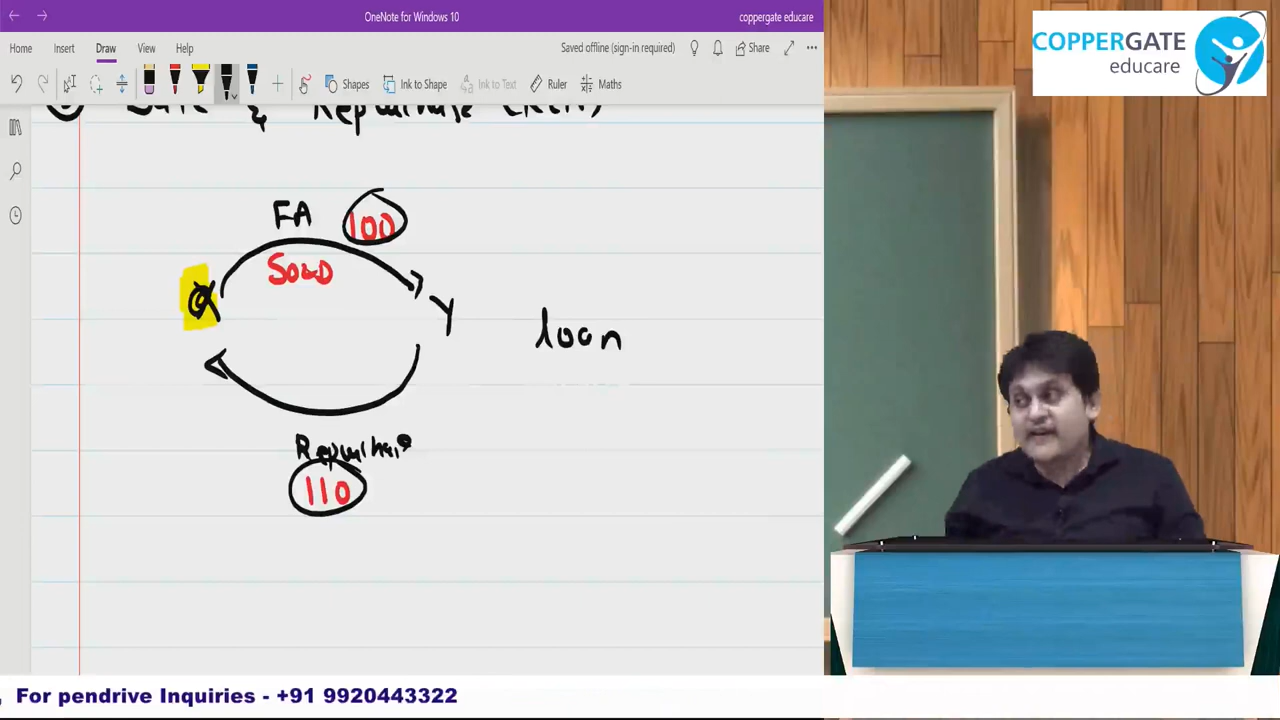 OneNote for Windows 10
coppergate educare
Home Insert Draw View Help
Saved offline (sign-in required)
Share
Shapes
Ink to Shape
Ink to Text
Ruler
Maths
COPPERGATE
educare
&
FA 100
SOLD
Y
loan
110
For pendrive Inquiries - +91 9920443322